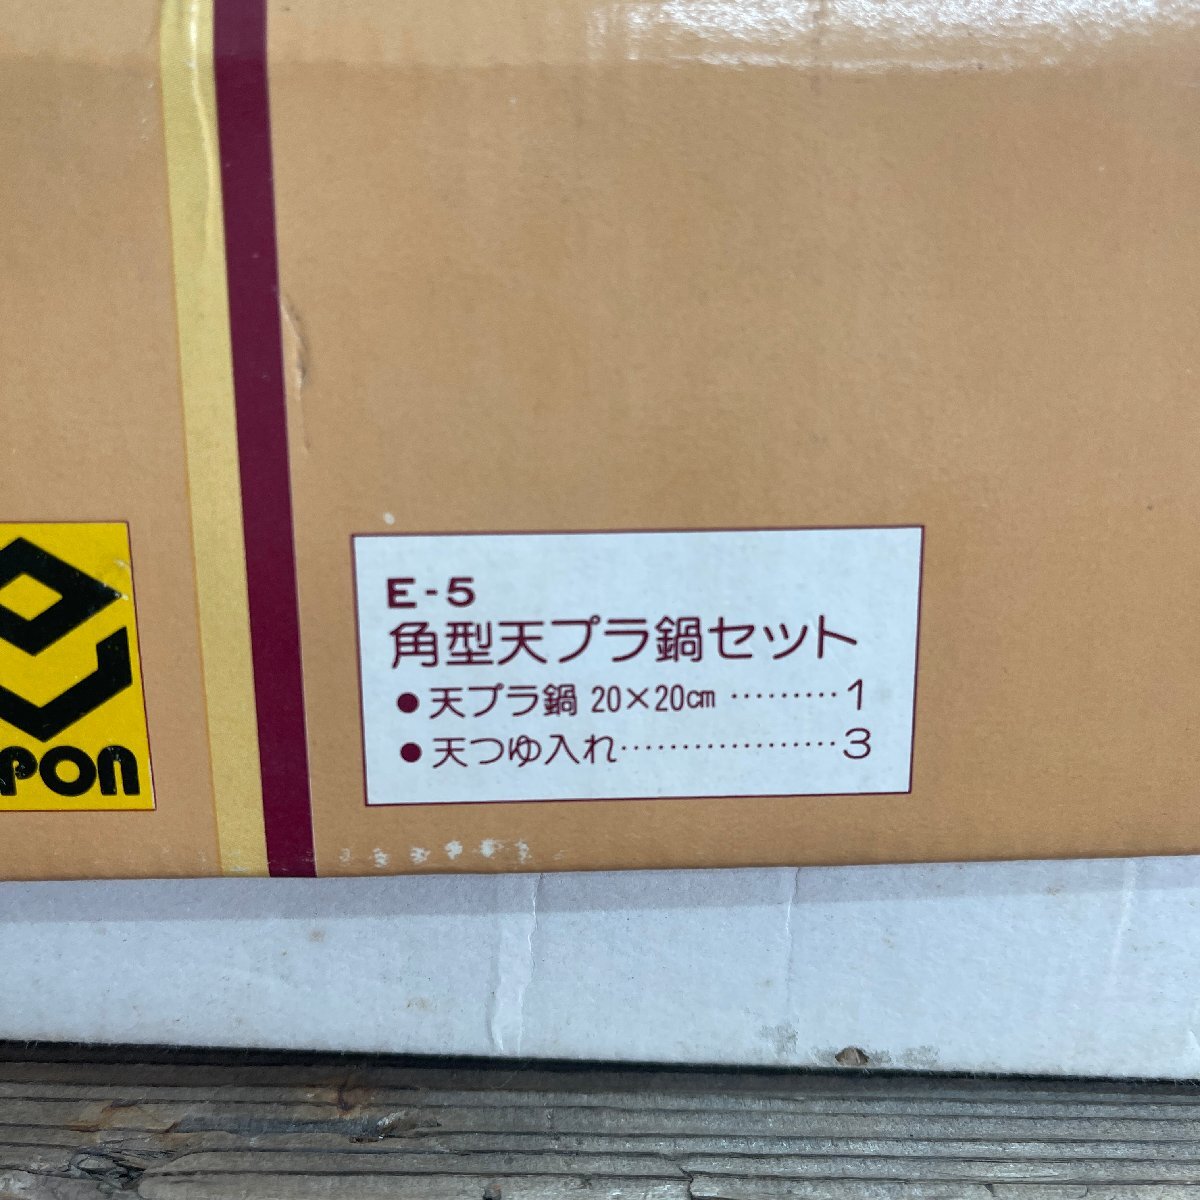 E-5
角型天プラ鍋セット
●天プラ鍋 20×20cm ………1
●天つゆ入れ………………3
PON